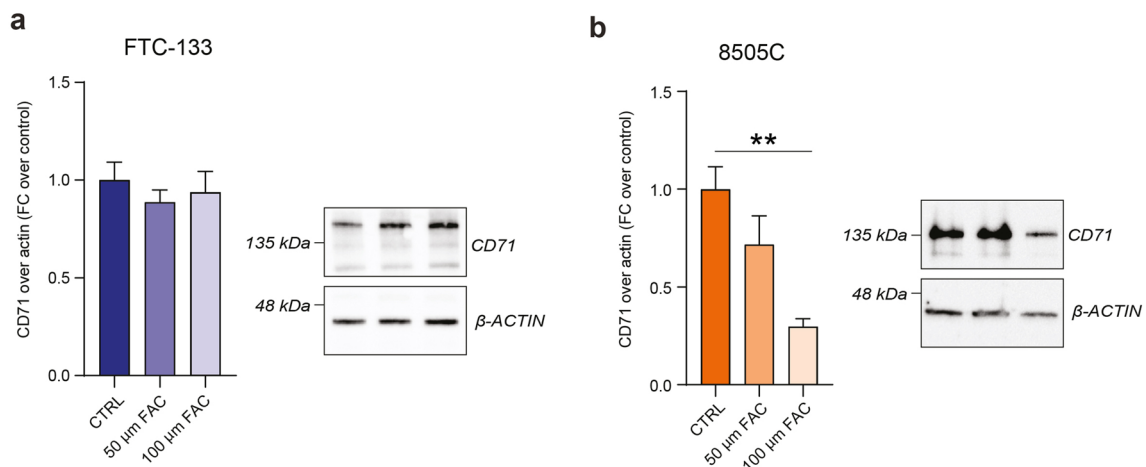 a
FTC-133
CD71 over actin (FC over control)
1.5
1.0
0.5
0.0
CTRL
50 µm FAC
100 µm FAC
135 kDa
CD71
48 kDa
β-ACTIN
b
8505C
CD71 over actin (FC over control)
1.5
1.0
0.5
0.0
**
CTRL
50 µm FAC
100 µm FAC
135 kDa
CD71
48 kDa
β-ACTIN